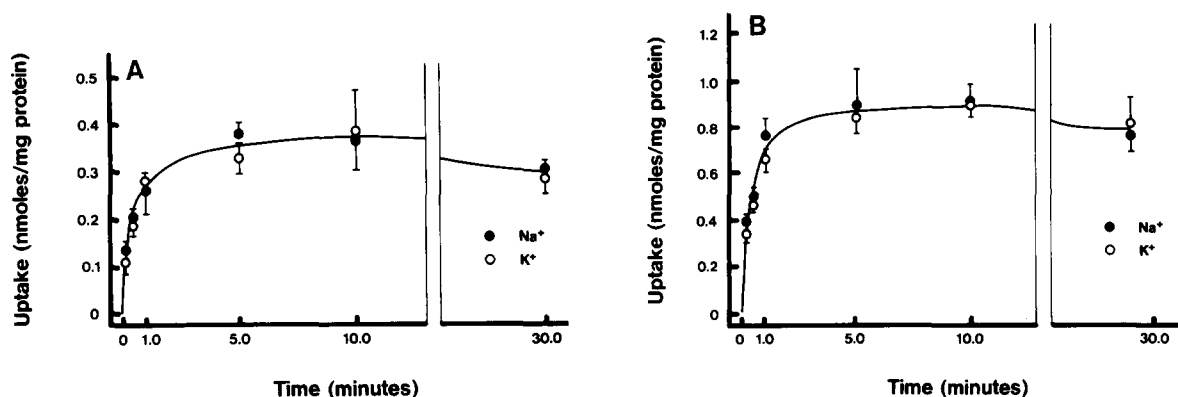 A
Uptake (nmoles/mg protein)
0.5
0.4
0.3
0.2
0.1
0
Na⁺
K⁺
0 1.0 5.0 10.0 30.0
Time (minutes)
B
Uptake (nmoles/mg protein)
1.2
1.0
0.8
0.6
0.4
0.2
0
Na⁺
K⁺
0 1.0 5.0 10.0 30.0
Time (minutes)